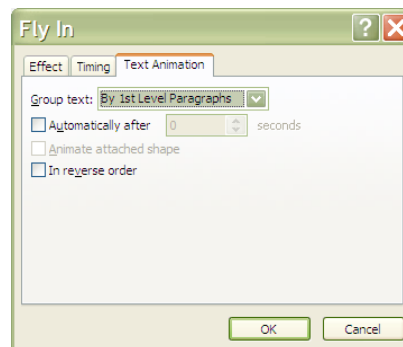 Fly In
Effect Timing Text Animation
Group text: By 1st Level Paragraphs
Automatically after 0 seconds
Animate attached shape
In reverse order
OK Cancel